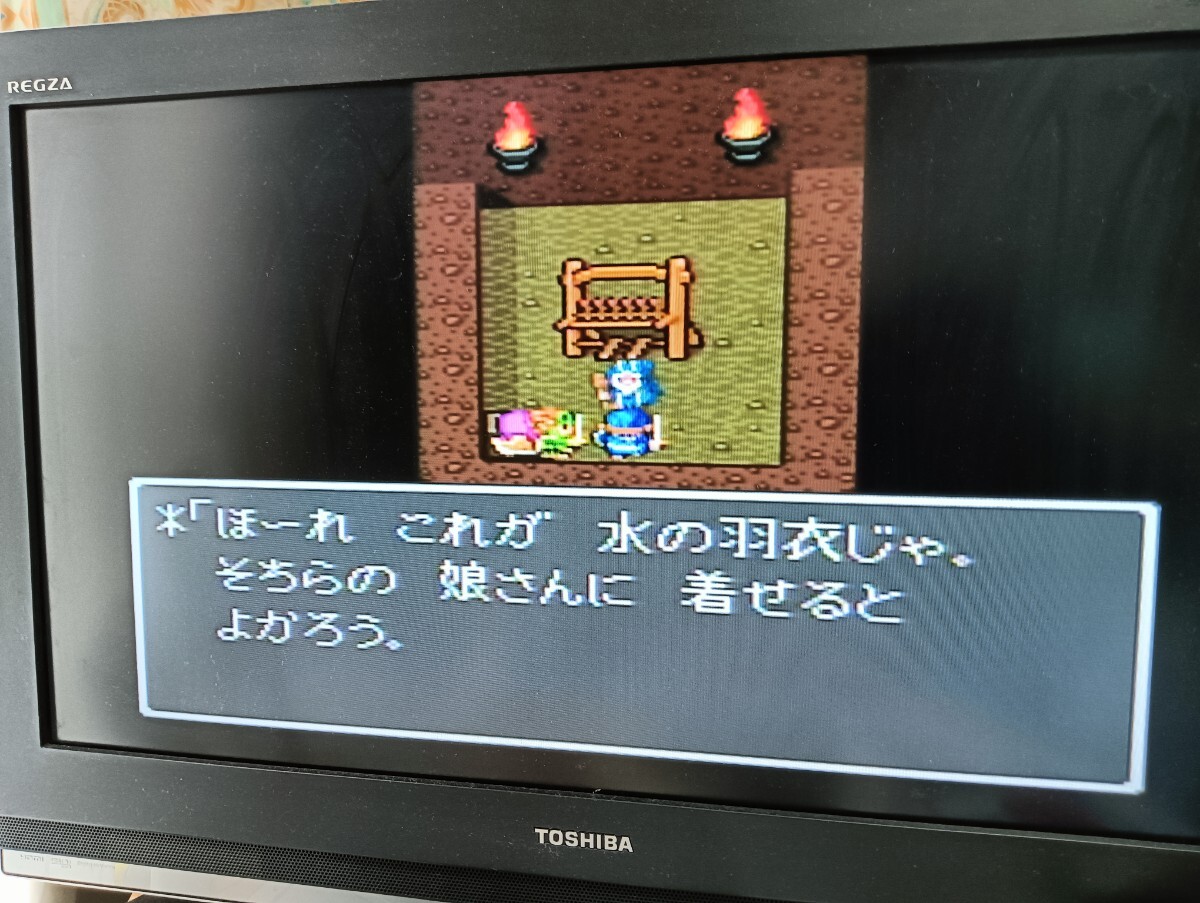 REGZA
*「ほーれ これが 水の羽衣じゃ。
そちらの 娘さんに 着せると
よかろう。
TOSHIBA